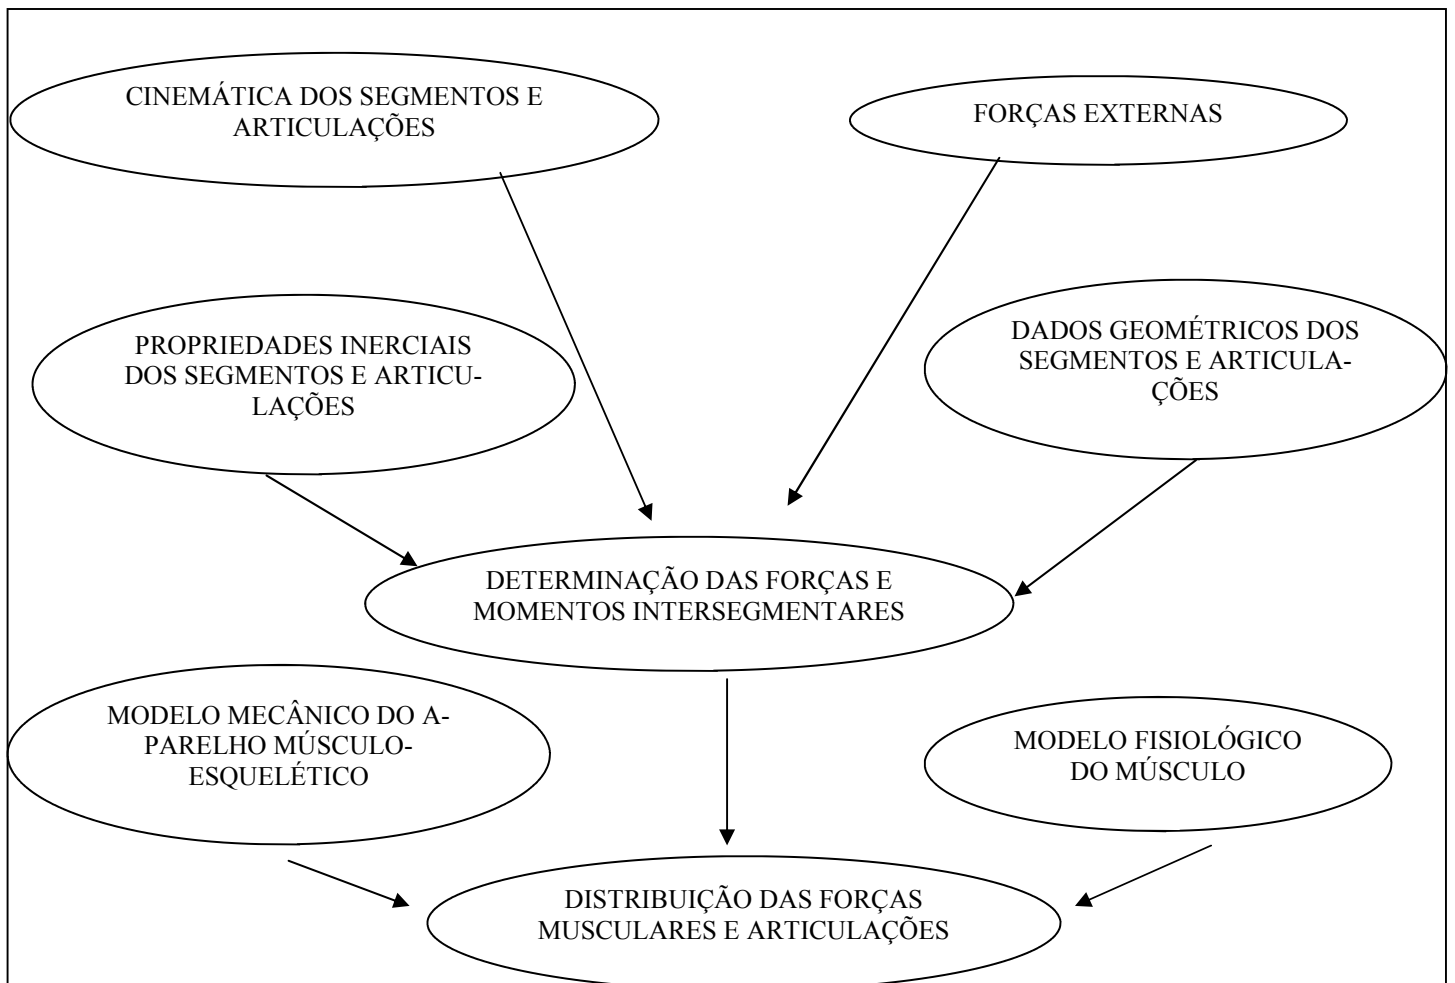 CINEMÁTICA DOS SEGMENTOS E
ARTICULAÇÕES
FORÇAS EXTERNAS
PROPRIEDADES INERCIAIS
DOS SEGMENTOS E ARTICU-
LAÇÕES
DADOS GEOMÉTRICOS DOS
SEGMENTOS E ARTICULA-
ÇÕES
DETERMINAÇÃO DAS FORÇAS E
MOMENTOS INTERSEGMENTARES
MODELO MECÂNICO DO A-
PARELHO MÚSCULO-
ESQUELÉTICO
MODELO FISIOLÓGICO
DO MÚSCULO
DISTRIBUIÇÃO DAS FORÇAS
MUSCULARES E ARTICULAÇÕES